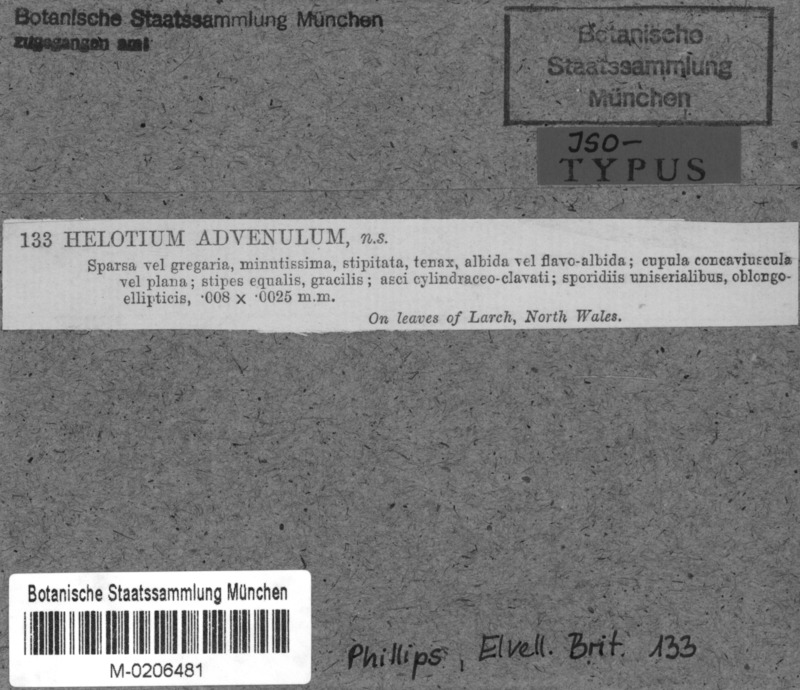 Botanische Staatssammlung München
zugegangen am:
Botanische
Staatssammlung
München
ISO-
TYPUS
133 HELOTIUM ADVENULUM, n.s.
Sparsa vel gregaria, minutissima, stipitata, tenax, albida vel flavo-albida; cupula concaviuscula
vel plana; stipes equalis, gracilis; asci cylindraceo-clavati; sporidiis uniserialibus, oblongo-
ellipticis, ·008 x ·0025 m.m.
On leaves of Larch, North Wales.
Botanische Staatssammlung München
M-0206481
Phillips, Elvell. Brit. 133